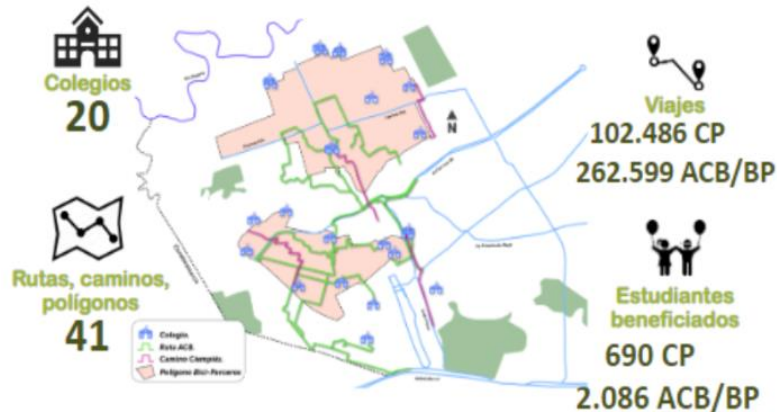 Colegios
20
Rutas, caminos,
polígonos
41
N
Colegio
Ruta ACB
Camino Ciempiés
Polígono Bici-Parceros
Viajes
102.486 CP
262.599 ACB/BP
Estudiantes
beneficiados
690 CP
2.086 ACB/BP